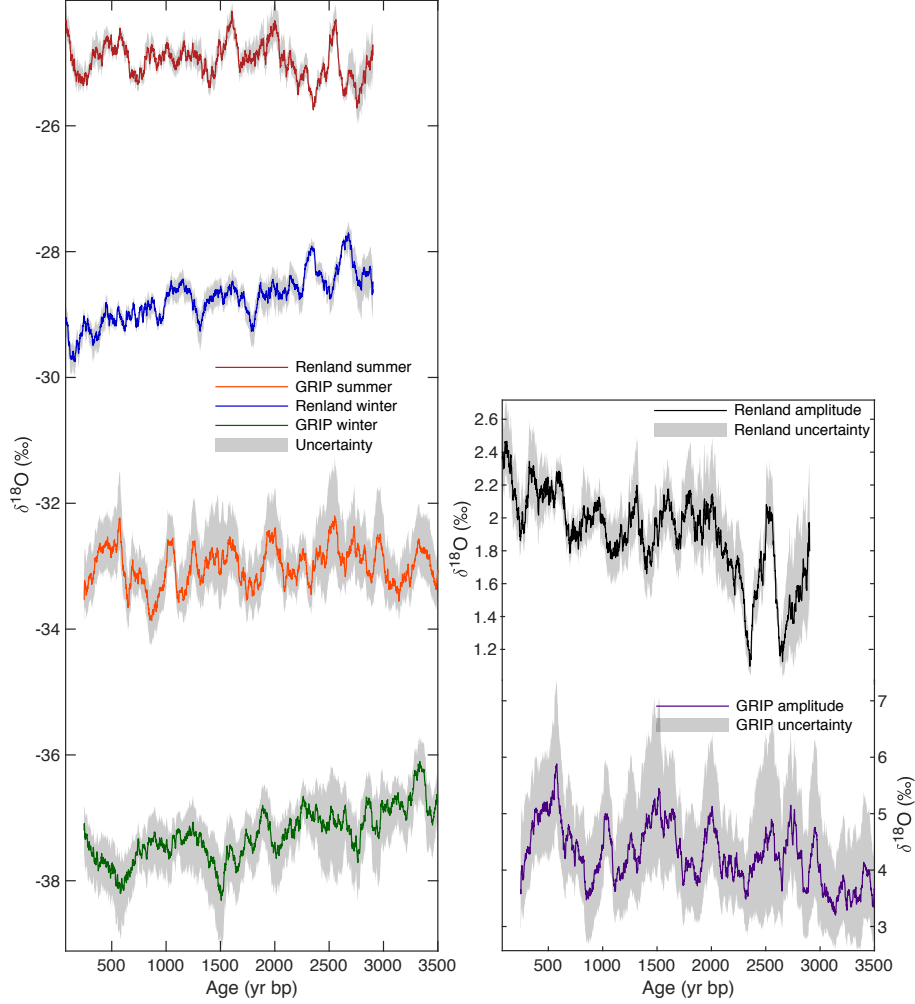 -26
-28
-30
-32
-34
-36
-38
δ18O (‰)
Renland summer
GRIP summer
Renland winter
GRIP winter
Uncertainty
500 1000 1500 2000 2500 3000 3500
Age (yr bp)
2.6
2.4
2.2
2
1.8
1.6
1.4
1.2
δ18O (‰)
Renland amplitude
Renland uncertainty
GRIP amplitude
GRIP uncertainty
7
6
5
4
3
δ18O (‰)
500 1000 1500 2000 2500 3000 3500
Age (yr bp)